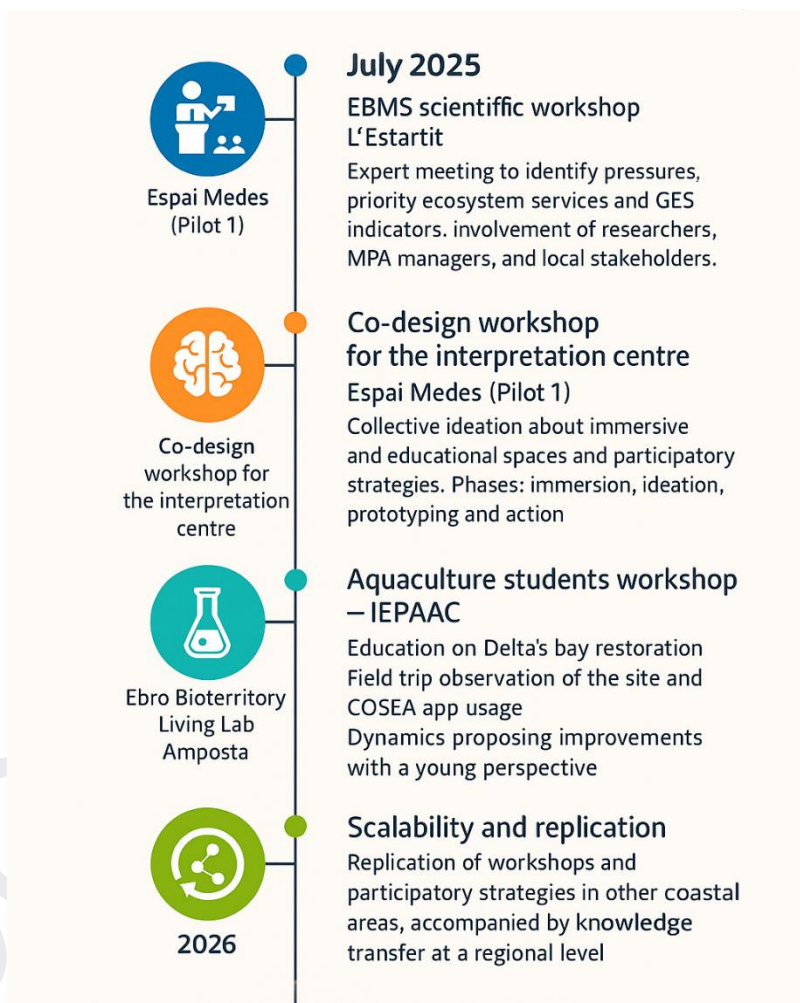 July 2025
EBMS scientiffic workshop
L‘Estartit
Expert meeting to identify pressures,
priority ecosystem services and GES
indicators. involvement of researchers,
MPA managers, and local stakeholders.
Espai Medes
(Pilot 1)
Co-design workshop
for the interpretation centre
Espai Medes (Pilot 1)
Collective ideation about immersive
and educational spaces and participatory
strategies. Phases: immersion, ideation,
prototyping and action
Co-design
workshop for
the interpretation
centre
Aquaculture students workshop
– IEPAAC
Education on Delta's bay restoration
Field trip observation of the site and
COSEA app usage
Dynamics proposing improvements
with a young perspective
Ebro Bioterritory
Living Lab
Amposta
Scalability and replication
Replication of workshops and
participatory strategies in other coastal
areas, accompanied by knowledge
transfer at a regional level
2026